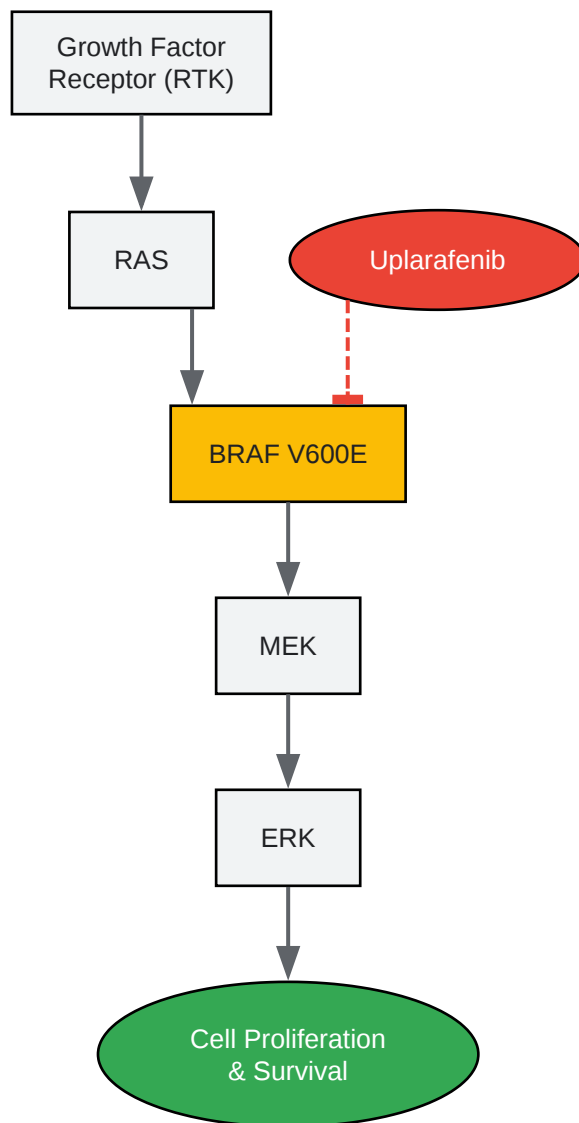 Growth Factor
Receptor (RTK)
RAS
Uplarafenib
BRAF V600E
MEK
ERK
Cell Proliferation
& Survival